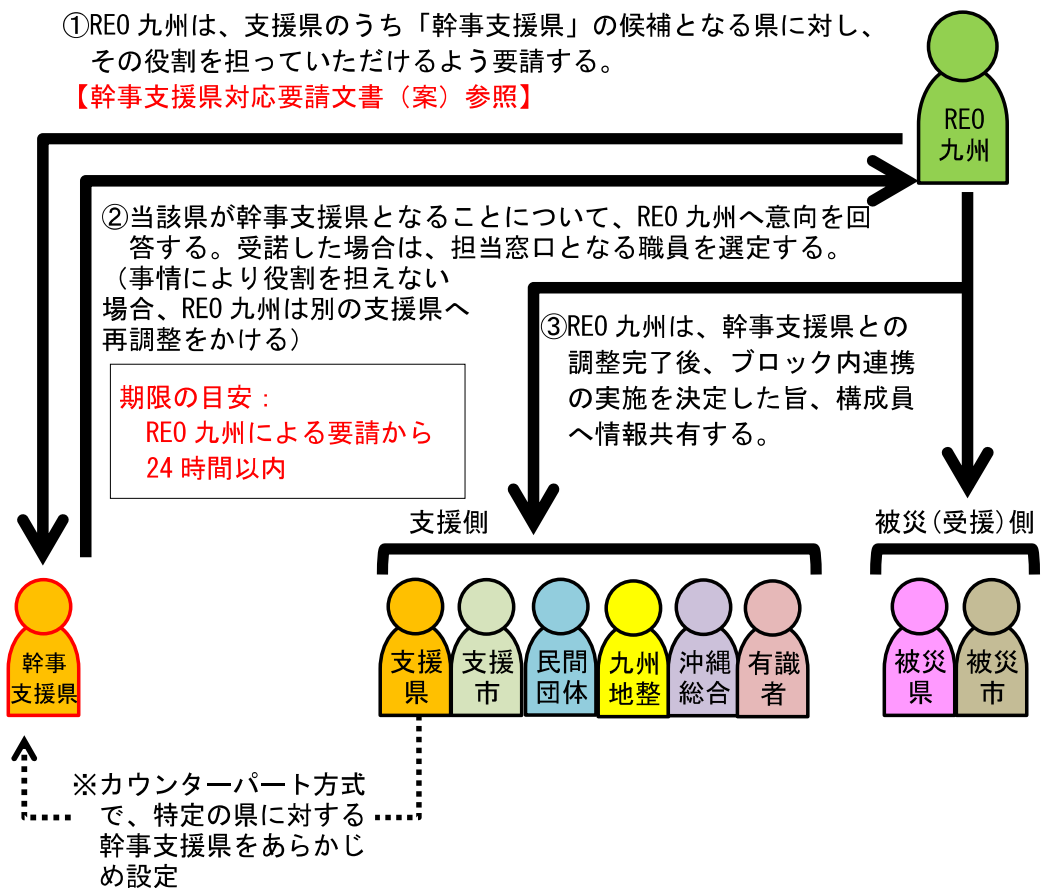 ①REO九州は、支援県のうち「幹事支援県」の候補となる県に対し、
その役割を担っていただけるよう要請する。
【幹事支援県対応要請文書（案）参照】
REO
九州
②当該県が幹事支援県となることについて、REO九州へ意向を回
答する。受諾した場合は、担当窓口となる職員を選定する。
（事情により役割を担えない
場合、REO九州は別の支援県へ
再調整をかける）
期限の目安：
REO九州による要請から
24時間以内
③REO九州は、幹事支援県との
調整完了後、ブロック内連携
の実施を決定した旨、構成員
へ情報共有する。
支援側
被災(受援)側
幹事
支援県
支援
県
支援
市
民間
団体
九州
地整
沖縄
総合
有識
者
被災
県
被災
市
※カウンターパート方式
で、特定の県に対する
幹事支援県をあらかじ
め設定